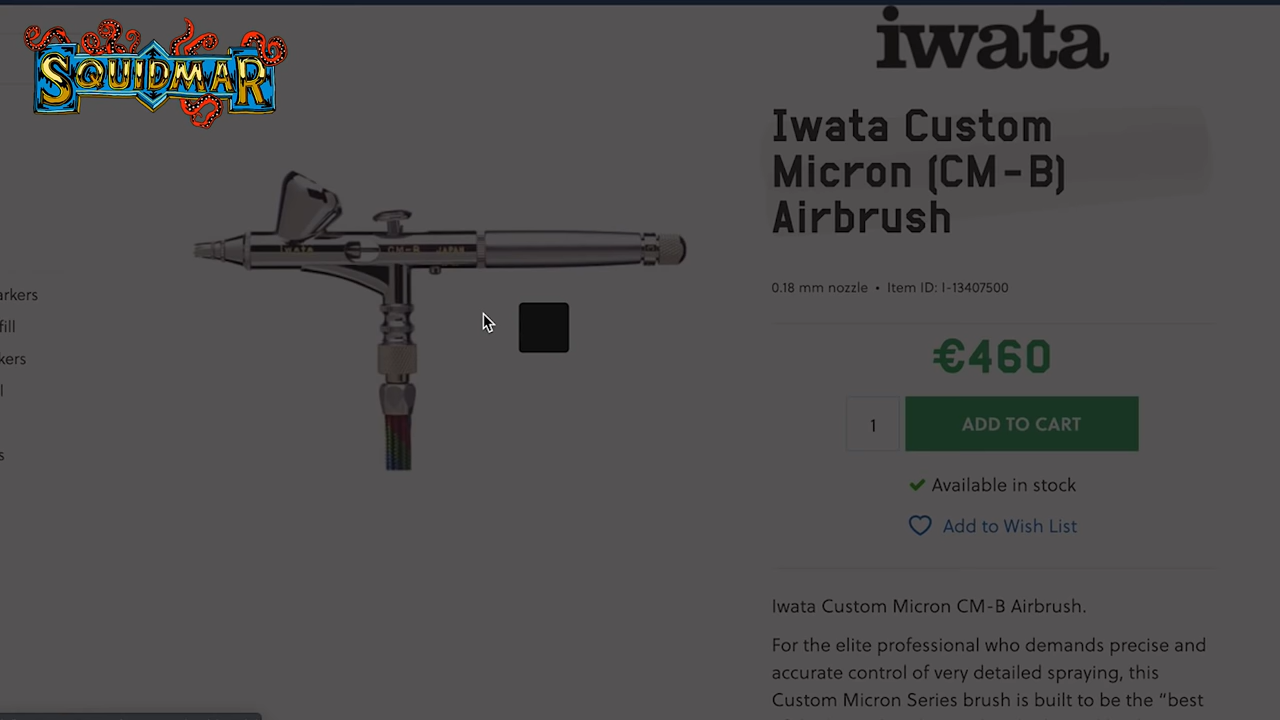 SQUIDMAR
iwata
Iwata Custom
Micron (CM-B)
Airbrush
iwata CM-B JAPAN
arkers
0.18 mm nozzle • Item ID: I-13407500
fill
kers
€460
l
1 ADD TO CART
s
Available in stock
Add to Wish List
Iwata Custom Micron CM-B Airbrush.
For the elite professional who demands precise and
accurate control of very detailed spraying, this
Custom Micron Series brush is built to be the “best